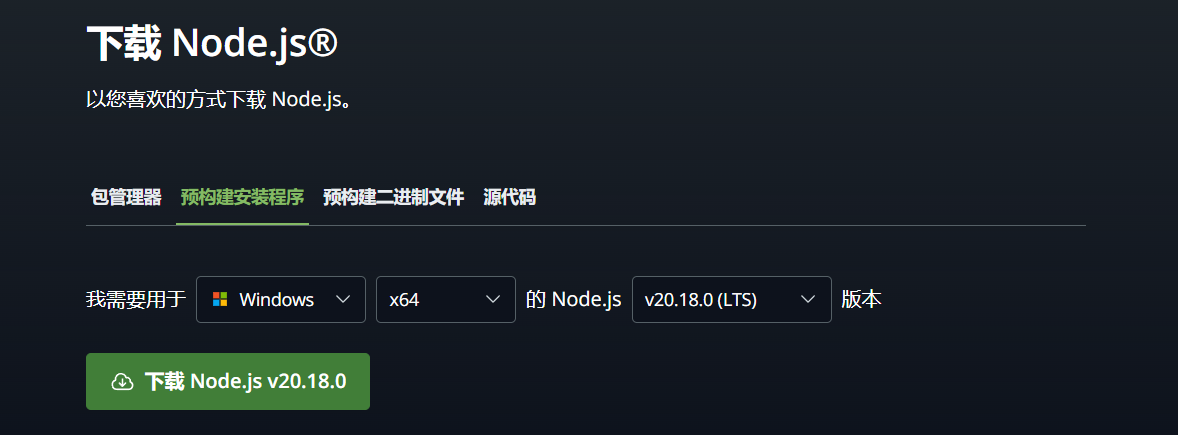 下载 Node.js®
以您喜欢的方式下载 Node.js。
包管理器 预构建安装程序 预构建二进制文件 源代码
我需要用于 Windows x64 的 Node.js v20.18.0 (LTS) 版本
下载 Node.js v20.18.0